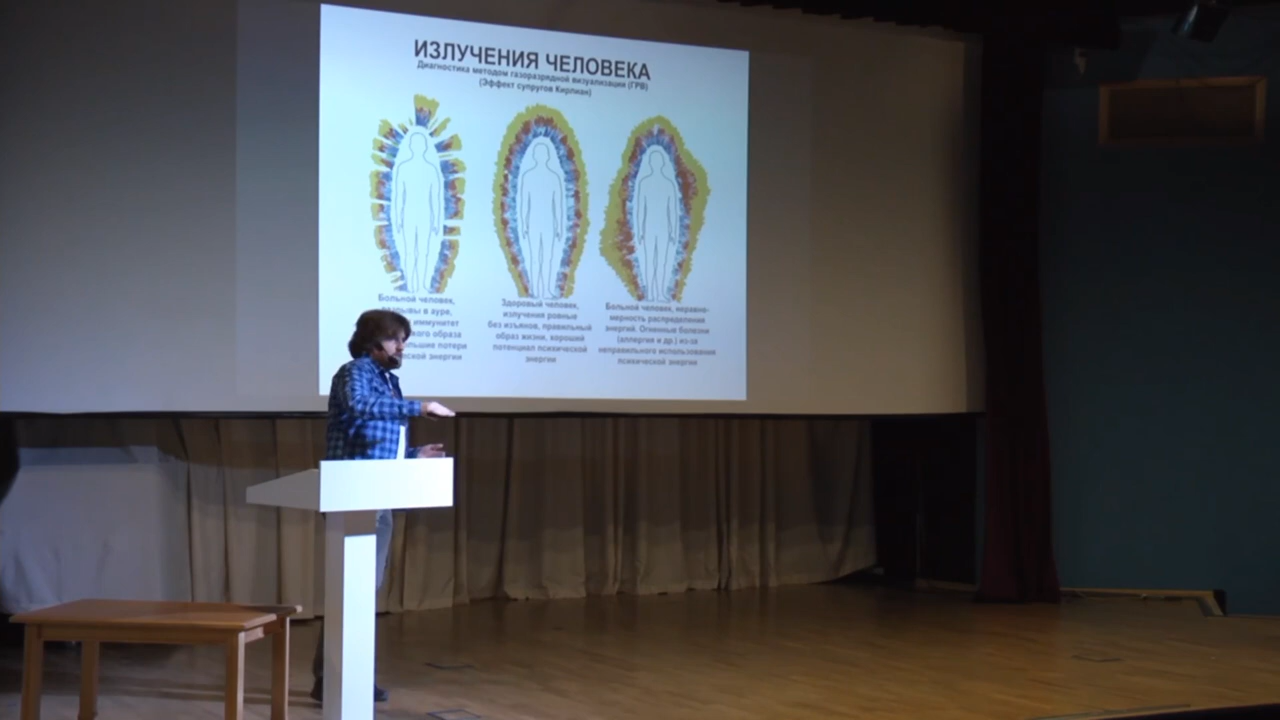 ИЗЛУЧЕНИЯ ЧЕЛОВЕКА
Диагностика методом газоразрядной визуализации (ГРВ)
(Эффект супругов Кирлиан)
Больной человек,
в ауре,
иммунитет
образа
потери
энергии
Здоровый человек,
излучения ровные
без изъянов, правильный
образ жизни, хороший
потенциал психической
энергии
Больной человек, неравно-
мерность распределения
энергий. Огненные болезни
(аллергия и др.) из-за
неправильного использования
психической энергии